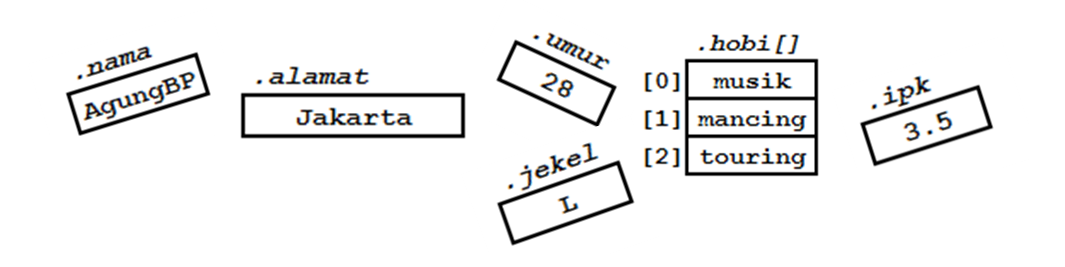 .nama
AgungBP
.alamat
Jakarta
.umur
28
.jekel
L
.hobi[]
[0] musik
[1] mancing
[2] touring
.ipk
3.5